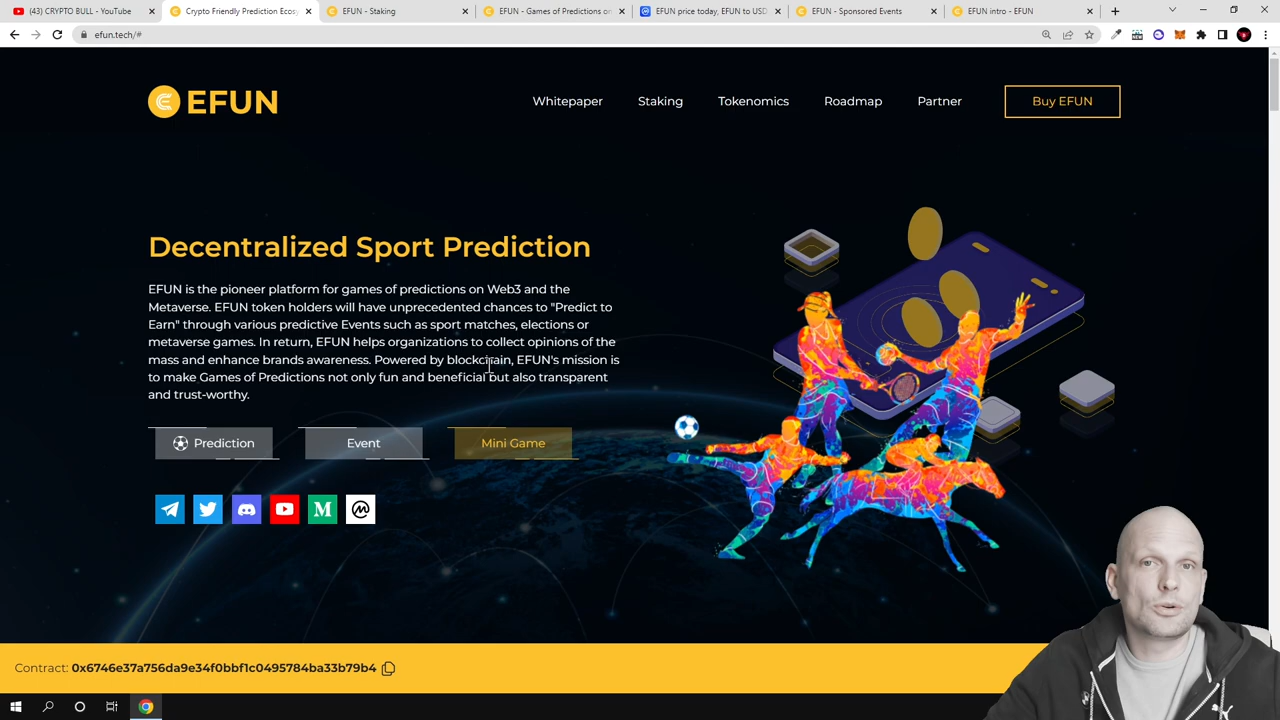 (43) CRYPTO BULL - YouTube
Crypto Friendly Prediction Ecosy
EFUN - Staking
EFUN - Games of Predictions on
EFUN price today, EFUN to USD
EFUN - Sponsored Events
EFUN intro - EFUN
efun.tech/#
EFUN
Whitepaper
Staking
Tokenomics
Roadmap
Partner
Buy EFUN
Decentralized Sport Prediction
EFUN is the pioneer platform for games of predictions on Web3 and the
Metaverse. EFUN token holders will have unprecedented chances to "Predict to
Earn" through various predictive Events such as sport matches, elections or
metaverse games. In return, EFUN helps organizations to collect opinions of the
mass and enhance brands awareness. Powered by blockchain, EFUN's mission is
to make Games of Predictions not only fun and beneficial but also transparent
and trust-worthy.
Prediction
Event
Mini Game
Contract: 0x6746e37a756da9e34f0bbf1c0495784ba33b79b4